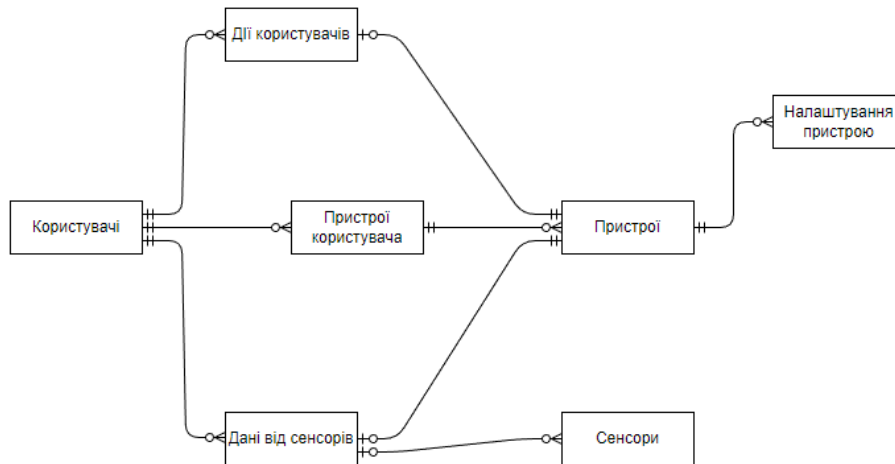 ДІЇ користувачів
Налаштування
пристрою
Користувачі
Пристрої
користувача
Пристрої
Дані від сенсорів
Сенсори